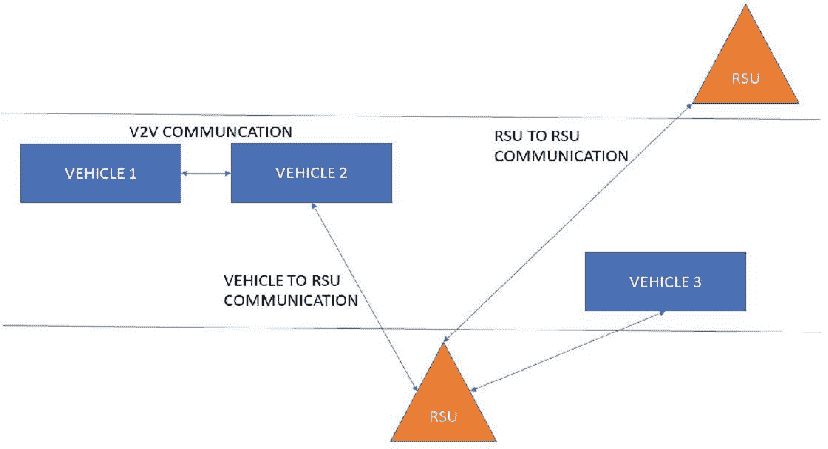 RSU
V2V COMMUNCATION
RSU TO RSU
COMMUNICATION
VEHICLE 1
VEHICLE 2
VEHICLE TO RSU
COMMUNICATION
VEHICLE 3
RSU